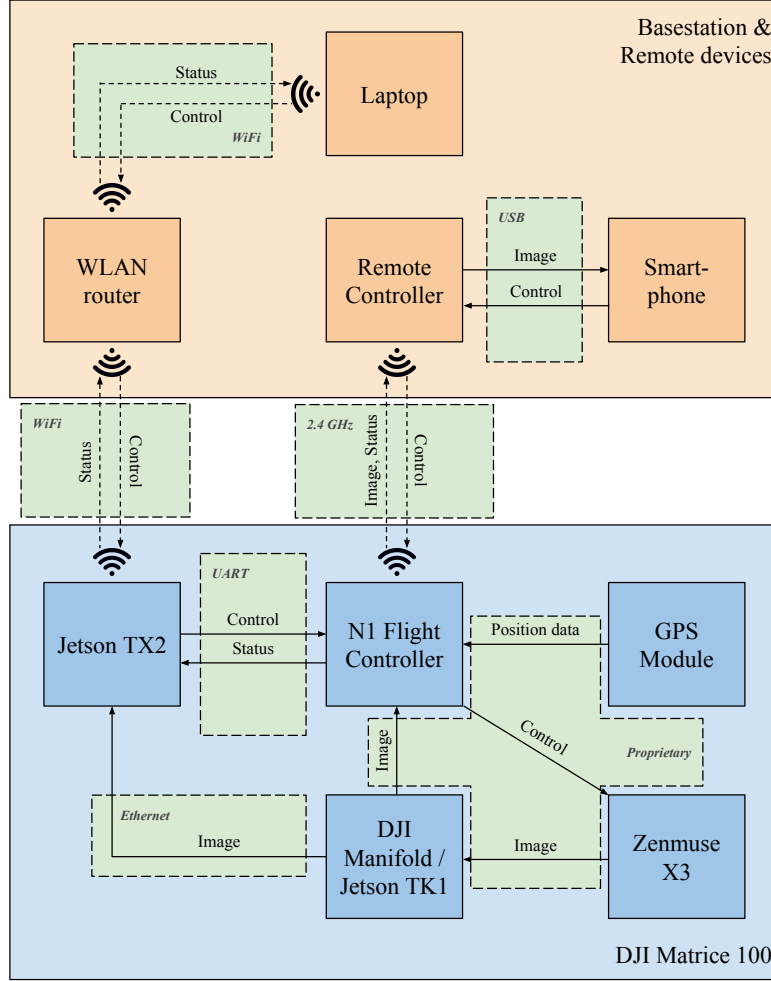 Basestation &
Remote devices
Status
Control
WiFi
Laptop
WLAN
router
Remote
Controller
USB
Image
Control
Smart-
phone
WiFi
Status
Control
2.4 GHz
Image, Status
Control
Jetson TX2
UART
Control
Status
N1 Flight
Controller
Position data
GPS
Module
Image
Control
Proprietary
Ethernet
Image
DJI
Manifold /
Jetson TK1
Image
Zenmuse
X3
DJI Matrice 100